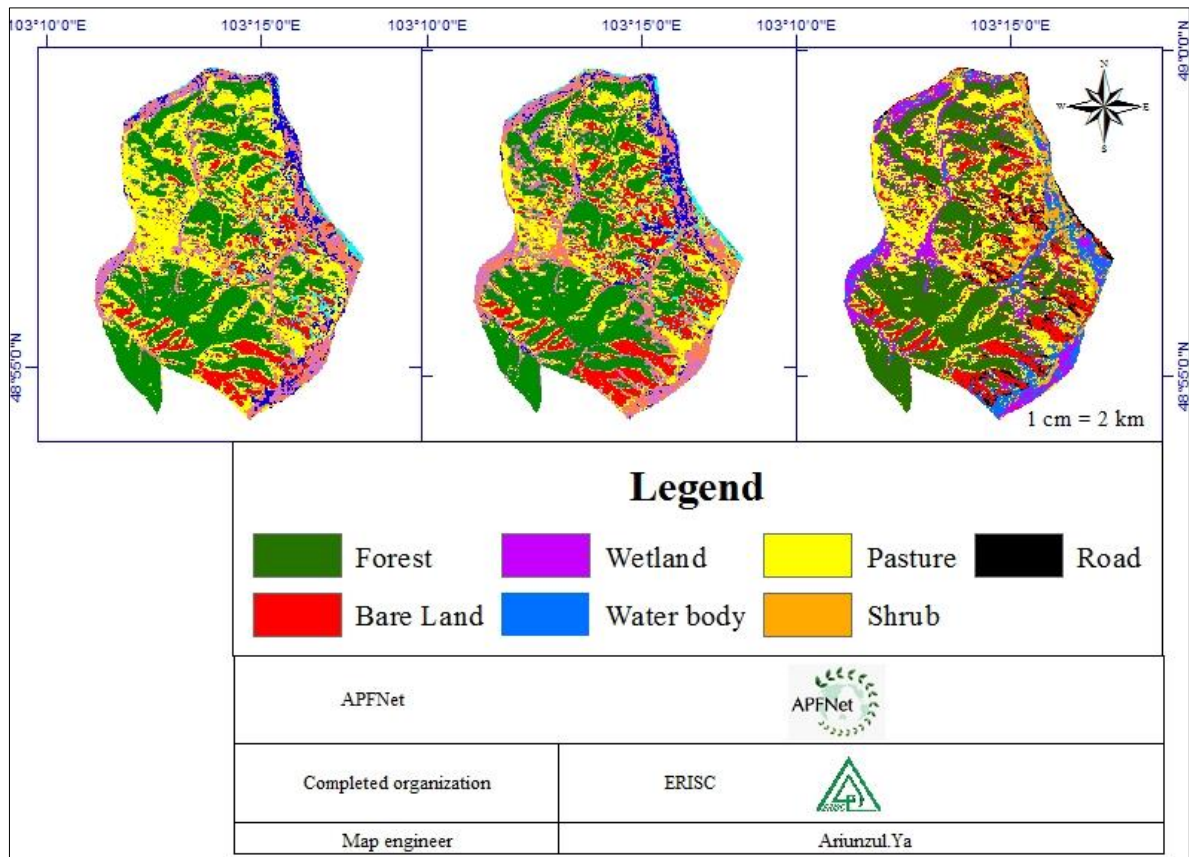 103°10'0"E 103°15'0"E 103°10'0"E 103°15'0"E 103°10'0"E 103°15'0"E
49°0'0"N
N
W E
S
48°55'0"N 48°55'0"N
1 cm = 2 km
Legend
Forest Wetland Pasture Road
Bare Land Water body Shrub
APFNet APFNet
Completed organization ERISC
Map engineer Ariunzul.Ya